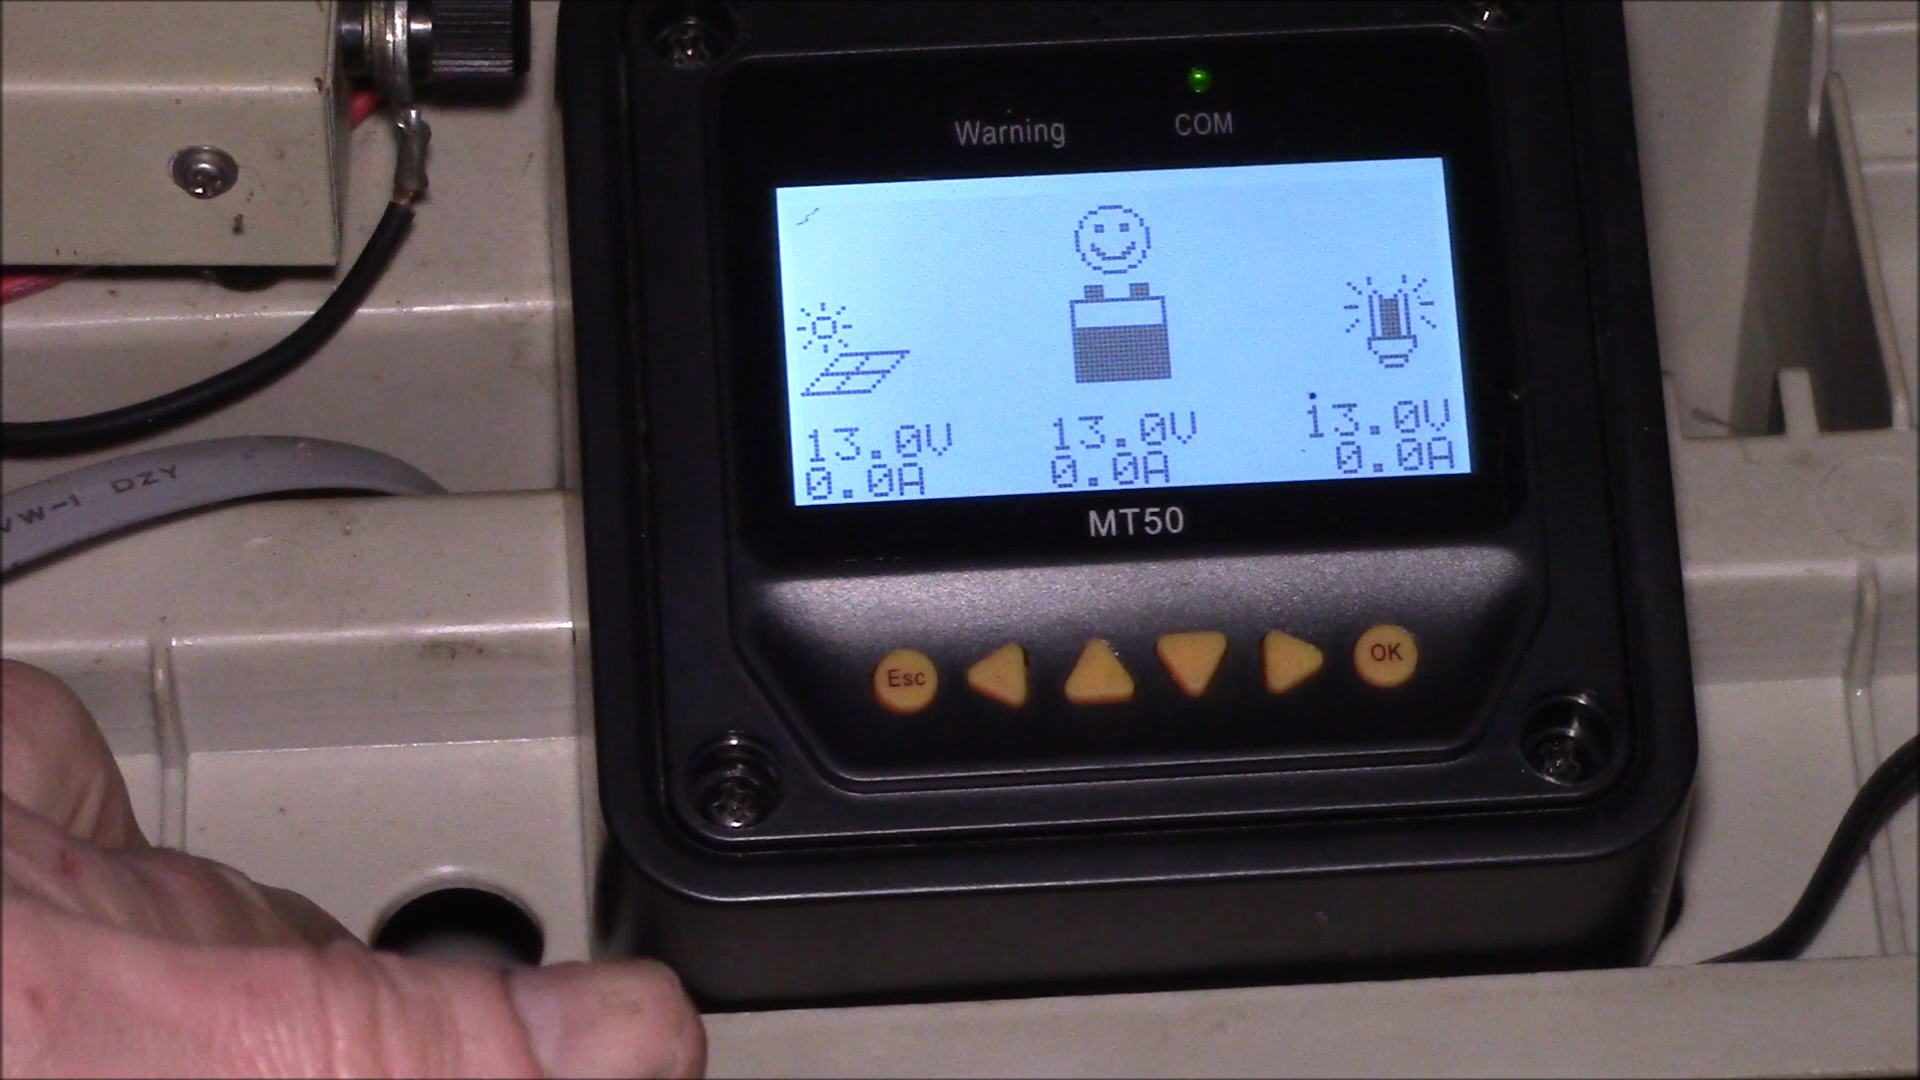 Warning COM
13.0V 13.0V 13.0V
0.0A 0.0A 0.0A
MT50
Esc OK
VW-1 DZY